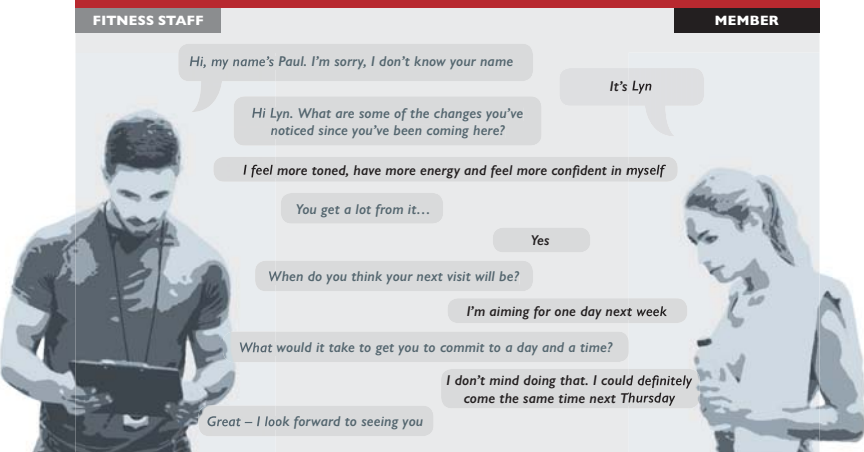 FITNESS STAFF
MEMBER
Hi, my name's Paul. I'm sorry, I don't know your name
It's Lyn
Hi Lyn. What are some of the changes you've
noticed since you've been coming here?
I feel more toned, have more energy and feel more confident in myself
You get a lot from it...
Yes
When do you think your next visit will be?
I'm aiming for one day next week
What would it take to get you to commit to a day and a time?
I don't mind doing that. I could definitely
come the same time next Thursday
Great – I look forward to seeing you